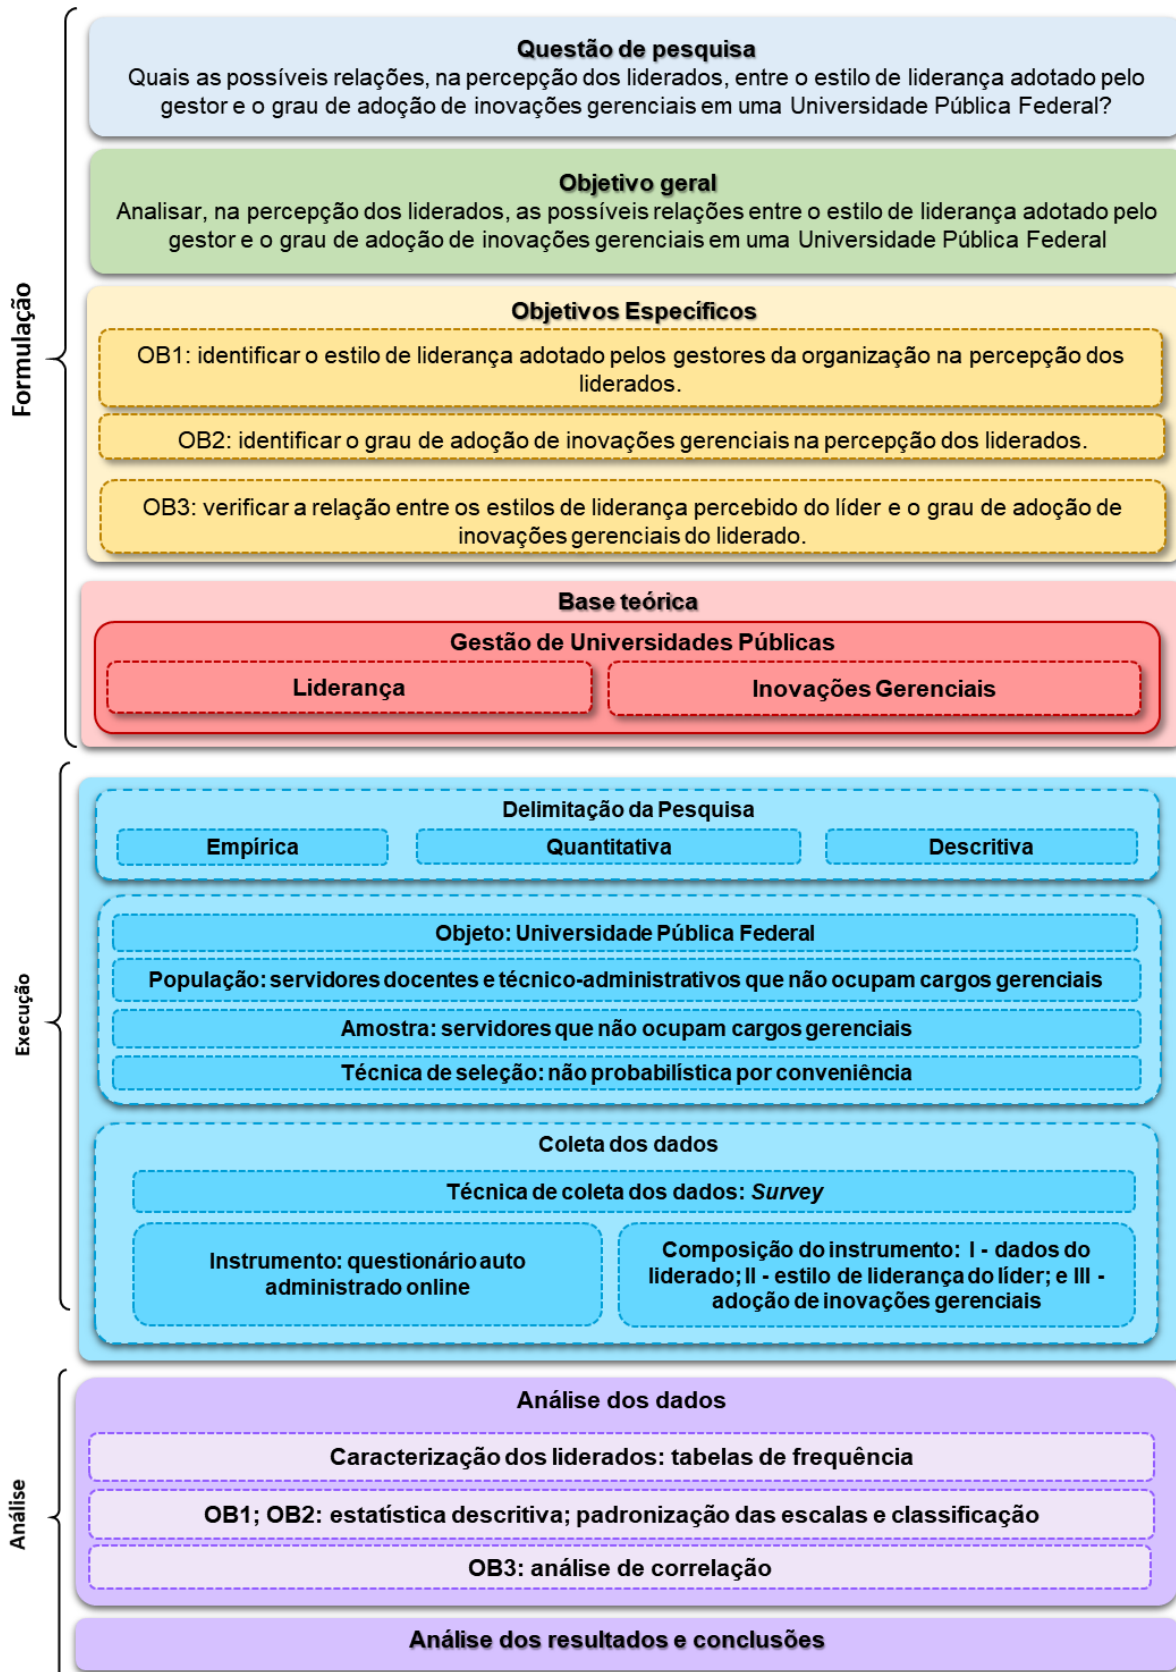 Formulação
Questão de pesquisa
Quais as possíveis relações, na percepção dos liderados, entre o estilo de liderança adotado pelo
gestor e o grau de adoção de inovações gerenciais em uma Universidade Pública Federal?
Objetivo geral
Analisar, na percepção dos liderados, as possíveis relações entre o estilo de liderança adotado pelo
gestor e o grau de adoção de inovações gerenciais em uma Universidade Pública Federal
Objetivos Específicos
OB1: identificar o estilo de liderança adotado pelos gestores da organização na percepção dos
liderados.
OB2: identificar o grau de adoção de inovações gerenciais na percepção dos liderados.
OB3: verificar a relação entre os estilos de liderança percebido do líder e o grau de adoção de
inovações gerenciais do liderado.
Base teórica
Gestão de Universidades Públicas
Liderança
Inovações Gerenciais
Execução
Delimitação da Pesquisa
Empírica
Quantitativa
Descritiva
Objeto: Universidade Pública Federal
População: servidores docentes e técnico-administrativos que não ocupam cargos gerenciais
Amostra: servidores que não ocupam cargos gerenciais
Técnica de seleção: não probabilística por conveniência
Coleta dos dados
Técnica de coleta dos dados: Survey
Instrumento: questionário auto
administrado online
Composição do instrumento: I - dados do
liderado; II - estilo de liderança do líder; e III -
adoção de inovações gerenciais
Análise
Análise dos dados
Caracterização dos liderados: tabelas de frequência
OB1; OB2: estatística descritiva; padronização das escalas e classificação
OB3: análise de correlação
Análise dos resultados e conclusões